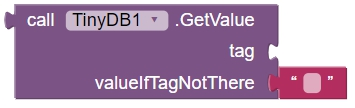 call TinyDB1 .GetValue
tag
valueIfTagNotThere “ ”